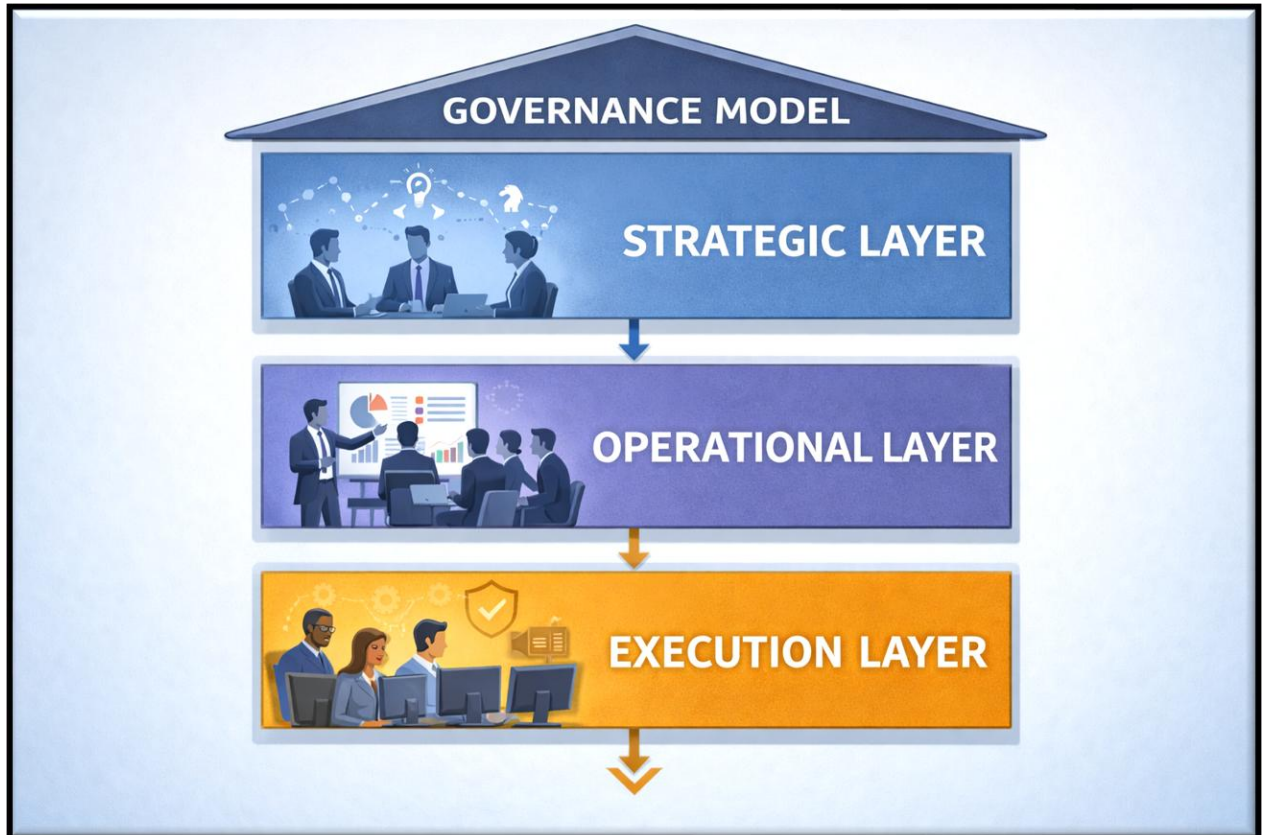 GOVERNANCE MODEL
STRATEGIC LAYER
OPERATIONAL LAYER
EXECUTION LAYER